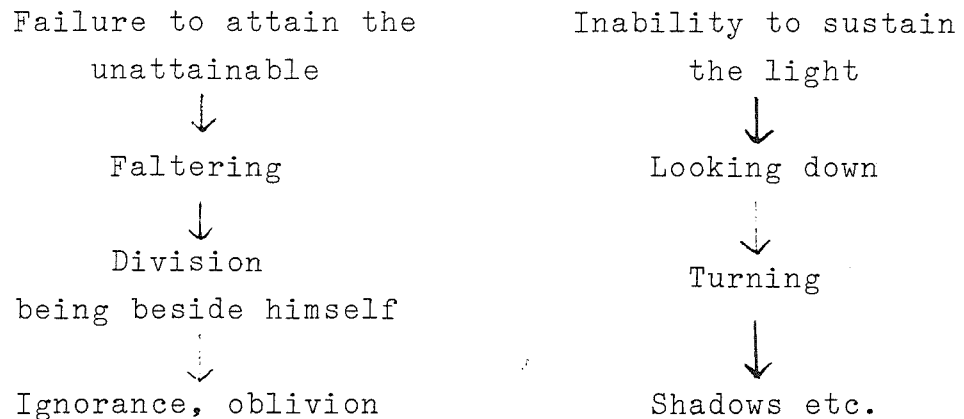 Failure to attain the
unattainable
Faltering
Division
being beside himself
Ignorance, oblivion
Inability to sustain
the light
Looking down
Turning
Shadows etc.